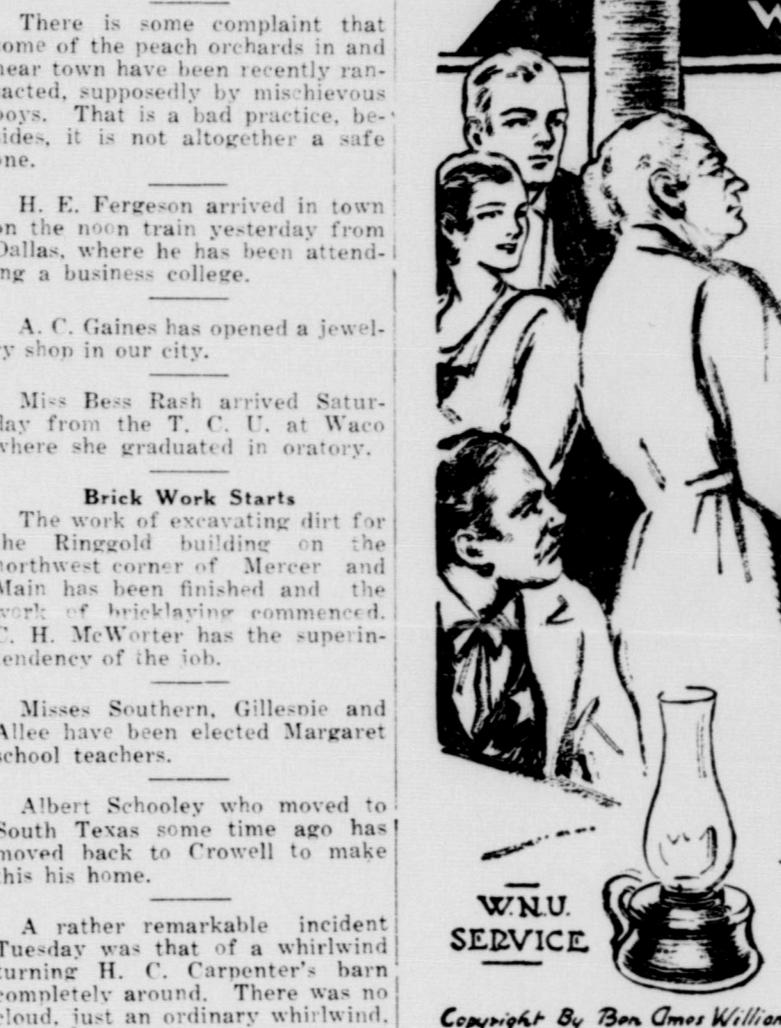 There is some complaint that
ome of the peach orchards in and
near town have been recently ran-
acted, supposedly by mischievous
boys. That is a bad practice, be-
ides, it is not altogether a safe
ne.
H. E. Fergeson arrived in town
on the noon train yesterday from
Dallas, where he has been attend-
ng a business college.
A. C. Gaines has opened a jewel-
ry shop in our city.
Miss Bess Rash arrived Satur-
day from the T. C. U. at Waco
where she graduated in oratory.
Brick Work Starts
The work of excavating dirt for
the Ringgold building on the
northwest corner of Mercer and
Main has been finished and the
work of bricklaying commenced.
C. H. McWorter has the superin-
tendency of the job.
Misses Southern, Gillespie and
Allee have been elected Margaret
school teachers.
Albert Schooley who moved to
South Texas some time ago has
moved back to Crowell to make
this his home.
A rather remarkable incident
Tuesday was that of a whirlwind
turning H. C. Carpenter's barn
completely around. There was no
cloud, just an ordinary whirlwind.
W
W.N.U.
SERVICE
Copyright By Ben Ames William